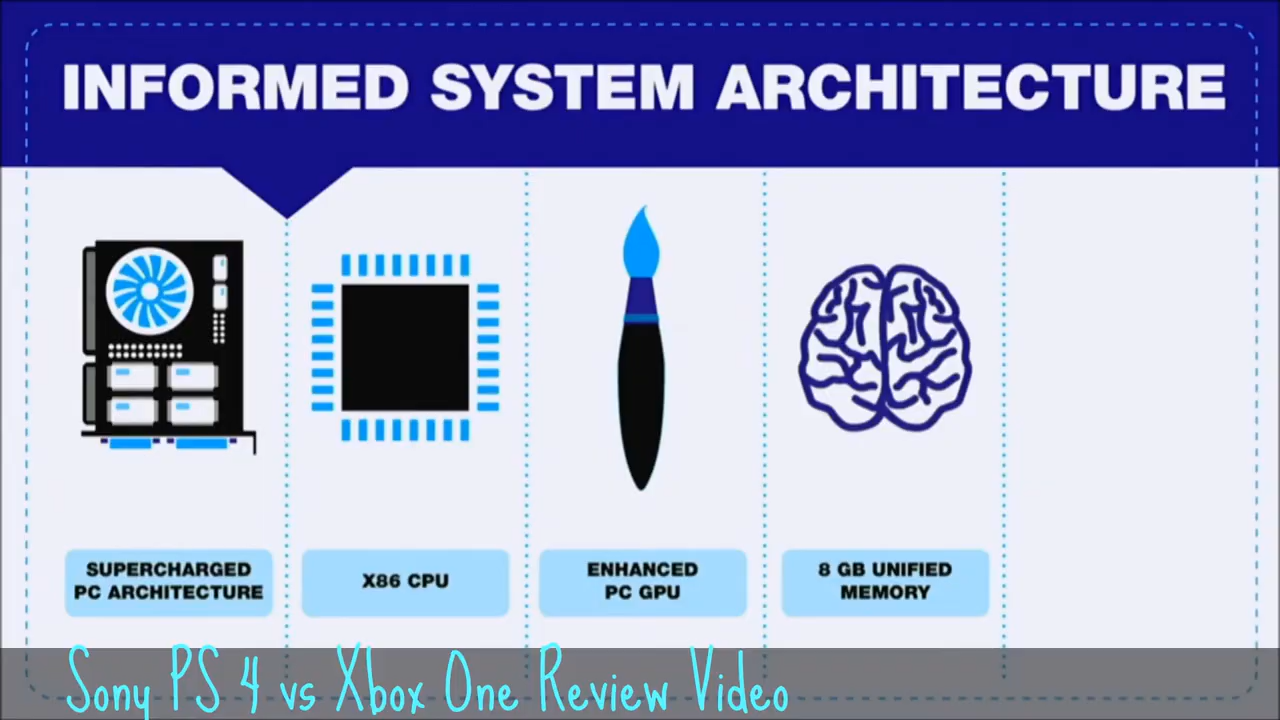 INFORMED SYSTEM ARCHITECTURE
SUPERCHARGED
PC ARCHITECTURE
X86 CPU
ENHANCED
PC GPU
8 GB UNIFIED
MEMORY
Sony PS 4 vs Xbox One Review Video